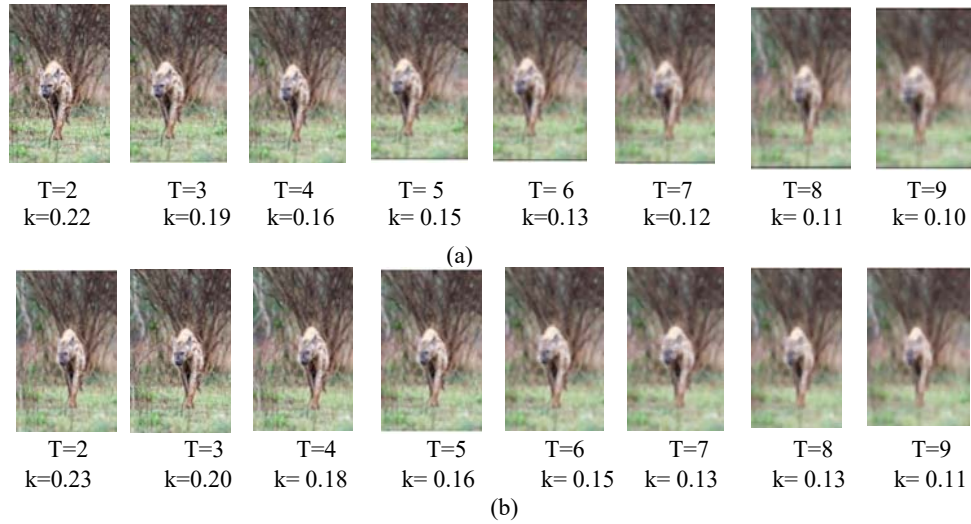 T=2 T=3 T=4 T= 5 T= 6 T=7 T=8 T=9
k=0.22 k=0.19 k=0.16 k= 0.15 k=0.13 k=0.12 k= 0.11 k= 0.10
(a)
T=2 T=3 T=4 T=5 T=6 T=7 T=8 T=9
k=0.23 k=0.20 k= 0.18 k= 0.16 k= 0.15 k= 0.13 k= 0.13 k= 0.11
(b)